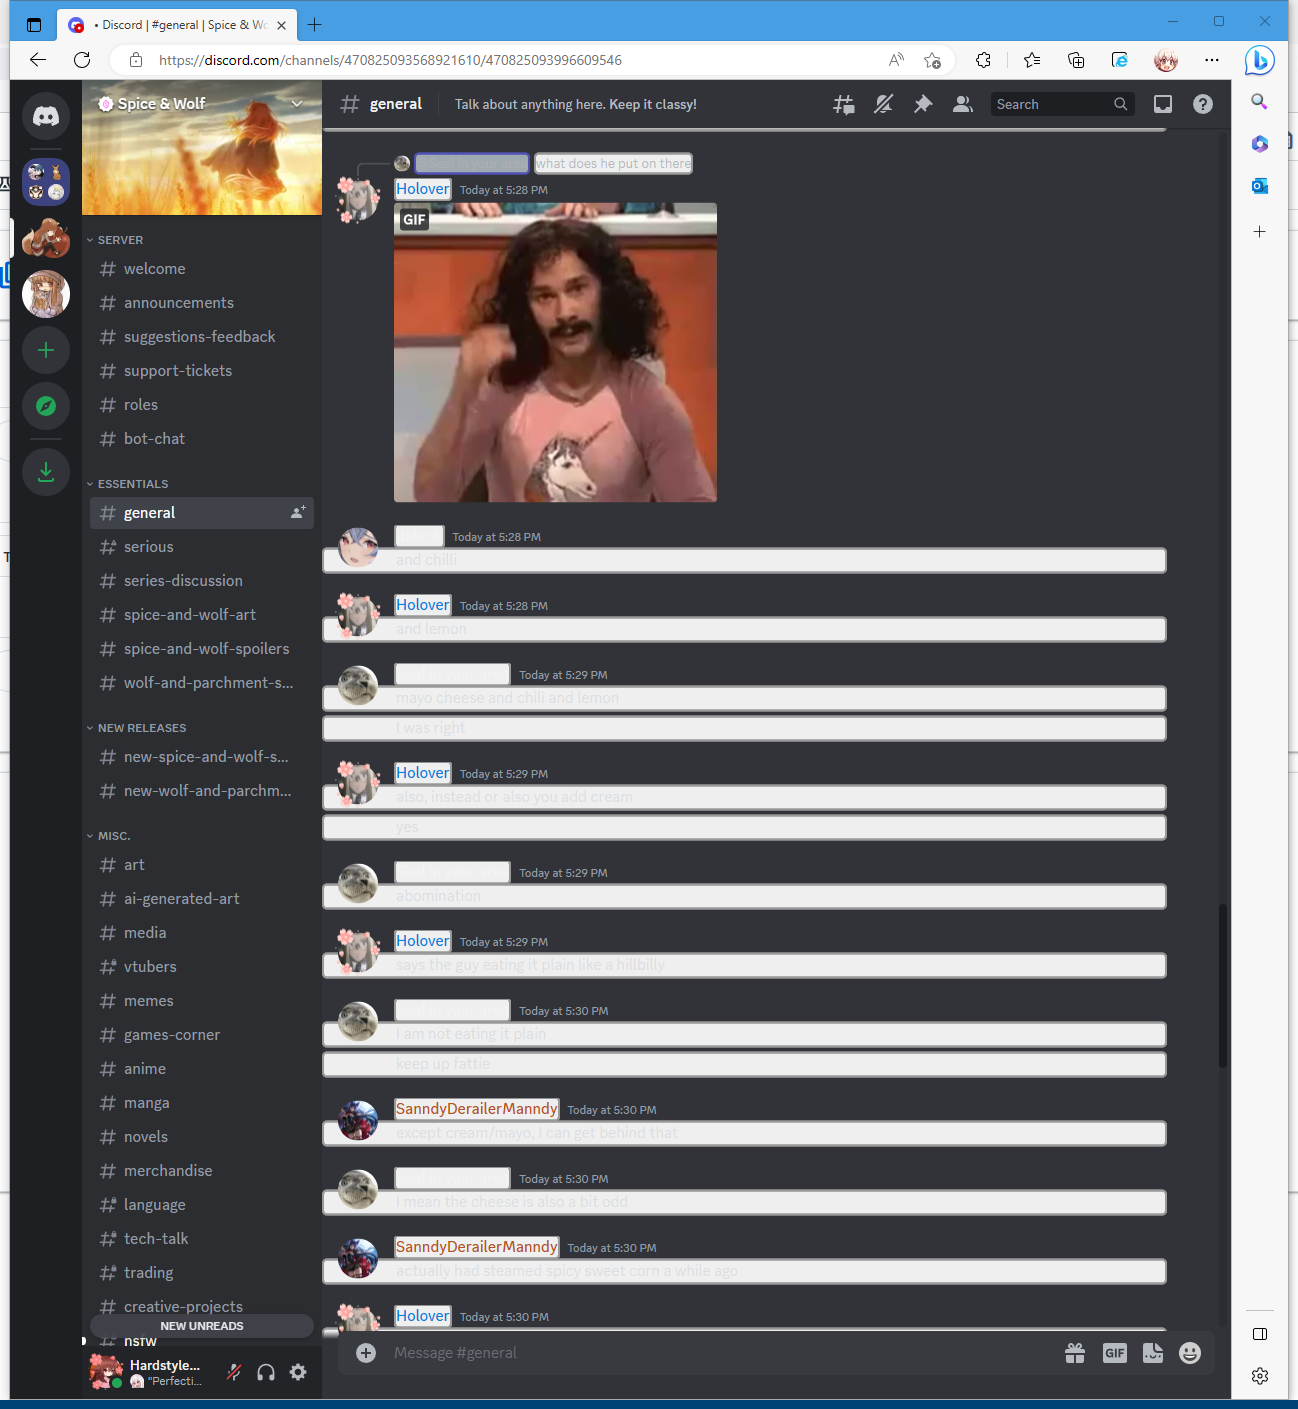 • Discord | #general | Spice & Wo
https://discord.com/channels/470825093568921610/470825093996609546
Spice & Wolf
general
Talk about anything here. Keep it classy!
Search
SERVER
welcome
announcements
suggestions-feedback
support-tickets
roles
bot-chat
ESSENTIALS
general
serious
series-discussion
spice-and-wolf-art
spice-and-wolf-spoilers
wolf-and-parchment-s...
NEW RELEASES
new-spice-and-wolf-s...
new-wolf-and-parchm...
MISC.
art
ai-generated-art
media
vtubers
memes
games-corner
anime
manga
novels
merchandise
language
tech-talk
trading
creative-projects
NEW UNREADS
nsfw
Hardstyle...
"Perfecti...
what does he put on there
Holover Today at 5:28 PM
GIF
Today at 5:28 PM
and chilli
Holover Today at 5:28 PM
and lemon
Today at 5:29 PM
mayo cheese and chili and lemon
I was right
Holover Today at 5:29 PM
also, instead or also you add cream
yes
Today at 5:29 PM
abomination
Holover Today at 5:29 PM
says the guy eating it plain like a hillbilly
Today at 5:30 PM
I am not eating it plain
keep up fattie
SanndyDerailerManndy Today at 5:30 PM
except cream/mayo, I can get behind that
Today at 5:30 PM
I mean the cheese is also a bit odd
SanndyDerailerManndy Today at 5:30 PM
actually had steamed spicy sweet corn a while ago
Holover Today at 5:30 PM
Message #general
GIF